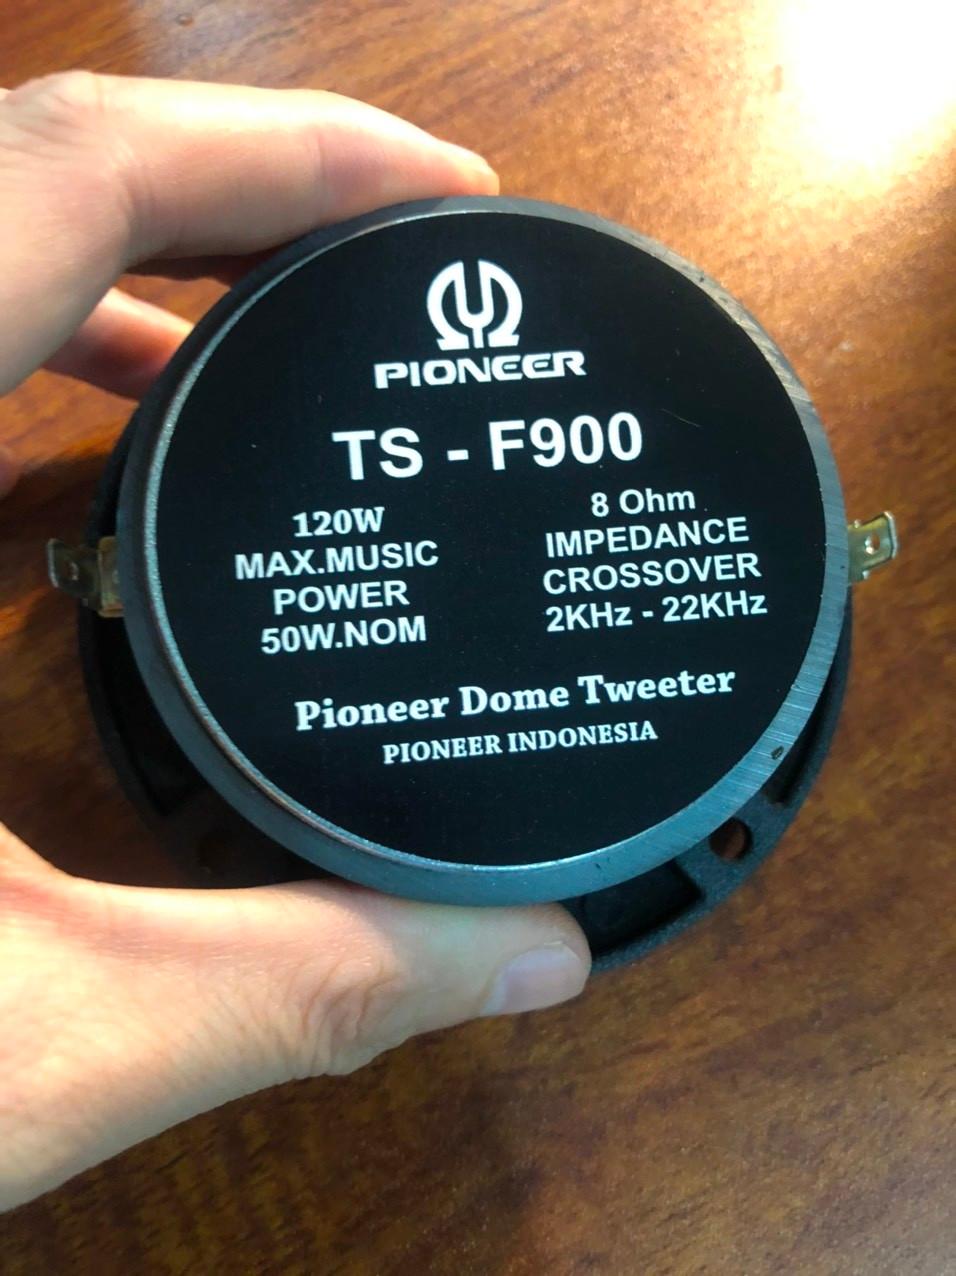 PIONEER
TS - F900
120W
MAX.MUSIC
POWER
50W.NOM
8 Ohm
IMPEDANCE
CROSSOVER
2KHz - 22KHz
Pioneer Dome Tweeter
PIONEER INDONESIA